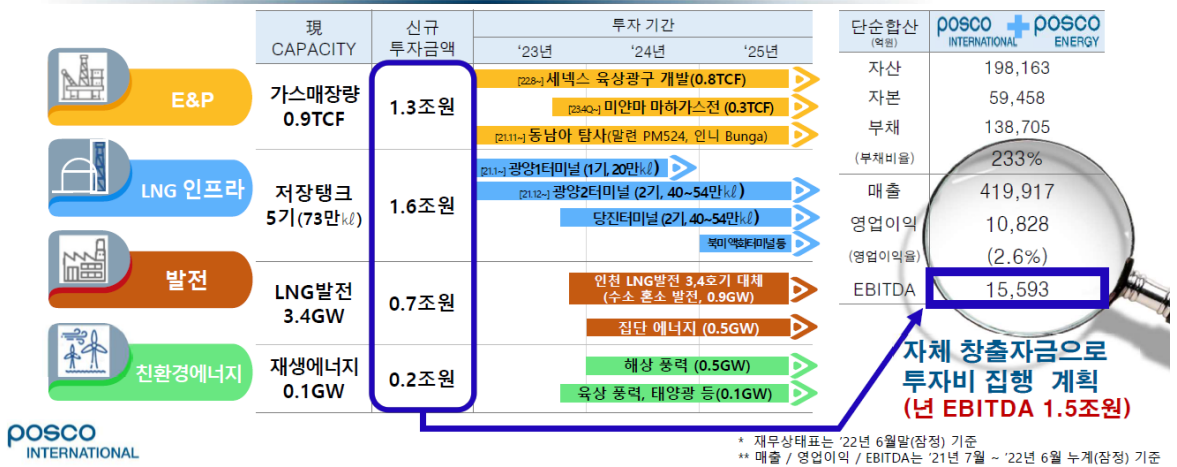 現
CAPACITY
신규
투자금액
투자 기간
‘23년
‘24년
‘25년
E&P
가스매장량
0.9TCF
1.3조원
[22.8~] 세넥스 육상광구 개발(0.8TCF)
[23.4Q~] 미얀마 마하가스전 (0.3TCF)
[21.11~] 동남아 탐사(말련 PM524, 인니 Bunga)
LNG 인프라
저장탱크
5기(73만㎘)
1.6조원
[21.1~] 광양1터미널 (1기, 20만㎘)
[21.12~] 광양2터미널 (2기, 40~54만㎘)
당진터미널 (2기, 40~54만㎘)
북미 액화터미널 등
발전
LNG발전
3.4GW
0.7조원
인천 LNG발전 3,4호기 대체
(수소 혼소 발전, 0.9GW)
집단 에너지 (0.5GW)
친환경에너지
재생에너지
0.1GW
0.2조원
해상 풍력 (0.5GW)
육상 풍력, 태양광 등(0.1GW)
단순합산
(억원)
posco
INTERNATIONAL
posco
ENERGY
자산 198,163
자본 59,458
부채 138,705
(부채비율) 233%
매출 419,917
영업이익 10,828
(영업이익율) (2.6%)
EBITDA 15,593
자체 창출자금으로
투자비 집행 계획
(년 EBITDA 1.5조원)
posco
INTERNATIONAL
* 재무상태표는 ’22년 6월말(잠정) 기준
** 매출 / 영업이익 / EBITDA는 ’21년 7월 ~ ’22년 6월 누계(잠정) 기준